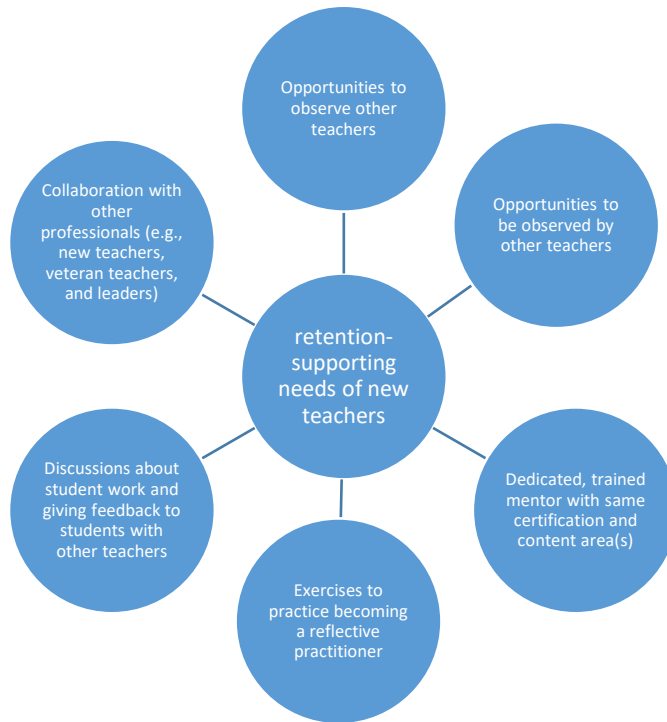 Opportunities to
observe other
teachers
Opportunities to
be observed by
other teachers
Dedicated, trained
mentor with same
certification and
content area(s)
Exercises to
practice becoming
a reflective
practitioner
Discussions about
student work and
giving feedback to
students with
other teachers
Collaboration with
other
professionals (e.g.,
new teachers,
veteran teachers,
and leaders)
retention-
supporting
needs of new
teachers